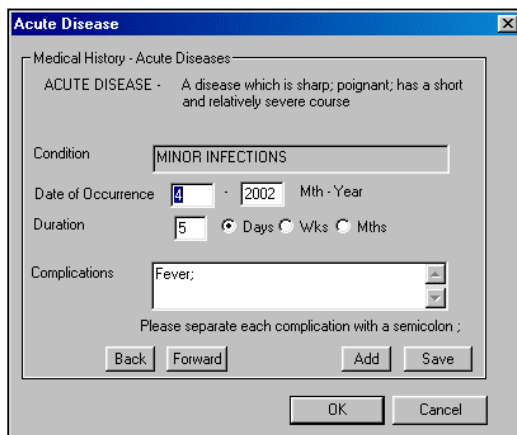 Acute Disease
Medical History - Acute Diseases
ACUTE DISEASE - A disease which is sharp; poignant; has a short
and relatively severe course
Condition MINOR INFECTIONS
Date of Occurrence 4 - 2002 Mth - Year
Duration 5 Days Wks Mths
Complications Fever;
Please separate each complication with a semicolon ;
Back Forward Add Save
OK Cancel